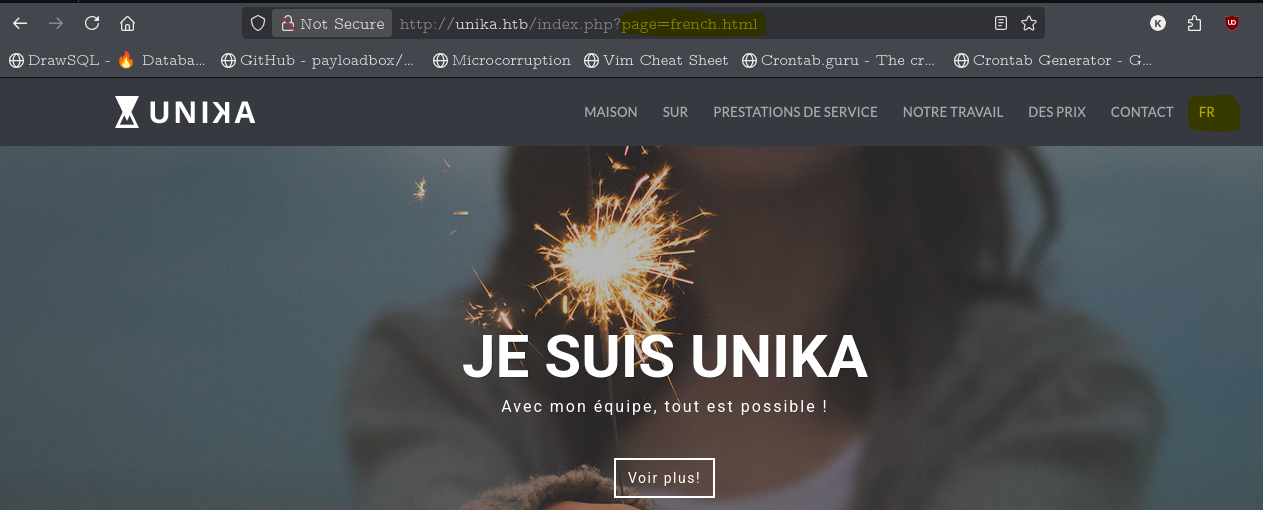 Not Secure http://unika.htb/index.php?page=french.html K
DrawSQL - 🔥 Databa... GitHub - payloadbox/... Microcorruption Vim Cheat Sheet Crontab.guru - The cr... Crontab Generator - G...
UNIKA MAISON SUR PRESTATIONS DE SERVICE NOTRE TRAVAIL DES PRIX CONTACT FR
JE SUIS UNIKA
Avec mon équipe, tout est possible !
Voir plus!